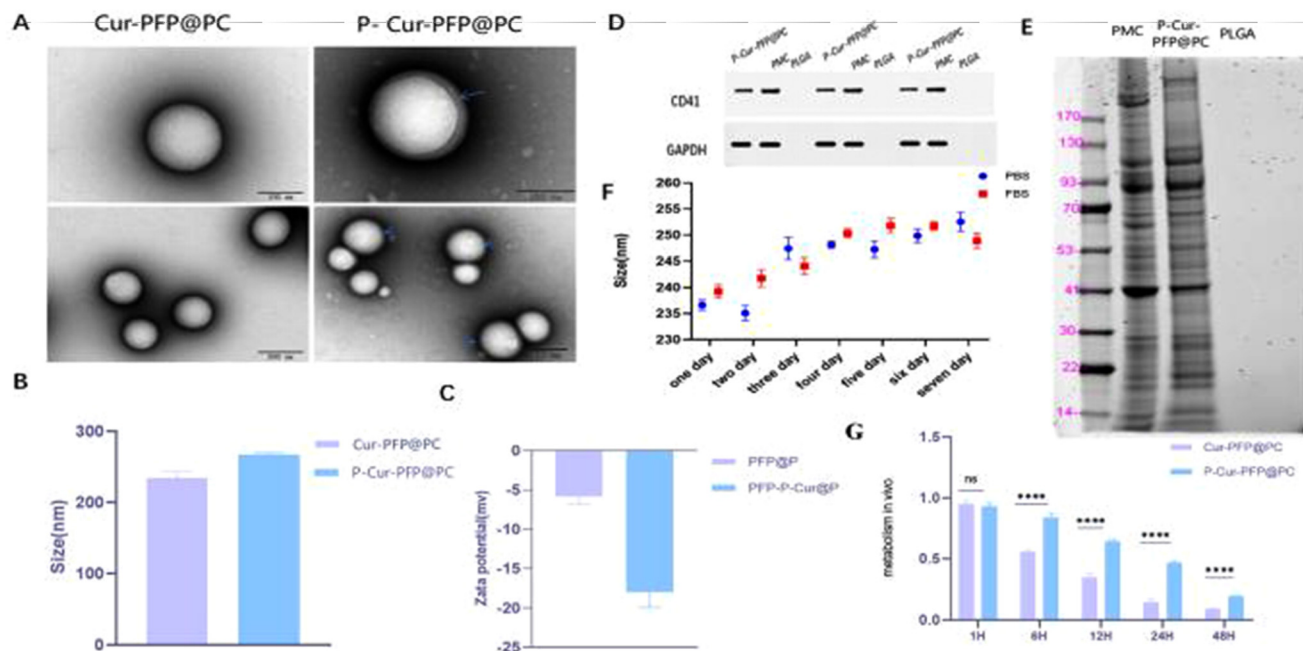 A
Cur-PFP@PC
P- Cur-PFP@PC
B
Size(nm)
300
200
100
0
Cur-PFP@PC
P-Cur-PFP@PC
C
Zata potential(mv)
0
-5
-10
-15
-20
-25
PFP@P
PFP-P-Cur@P
D
P-Cur-PFP@PC
PMC
PLGA
P-Cur-PFP@PC
PMC
PLGA
P-Cur-PFP@PC
PMC
PLGA
CD41
GAPDH
F
Size(nm)
260
255
250
245
240
235
230
one day
two day
three day
four day
five day
six day
seven day
PBS
FBS
E
PMC
P-Cur-
PFP@PC
PLGA
170
130
93
70
53
41
30
22
14
G
metabolism in vivo
1.5
1.0
0.5
0.0
ns
****
****
****
****
1H
6H
12H
24H
48H
Cur-PFP@PC
P-Cur-PFP@PC